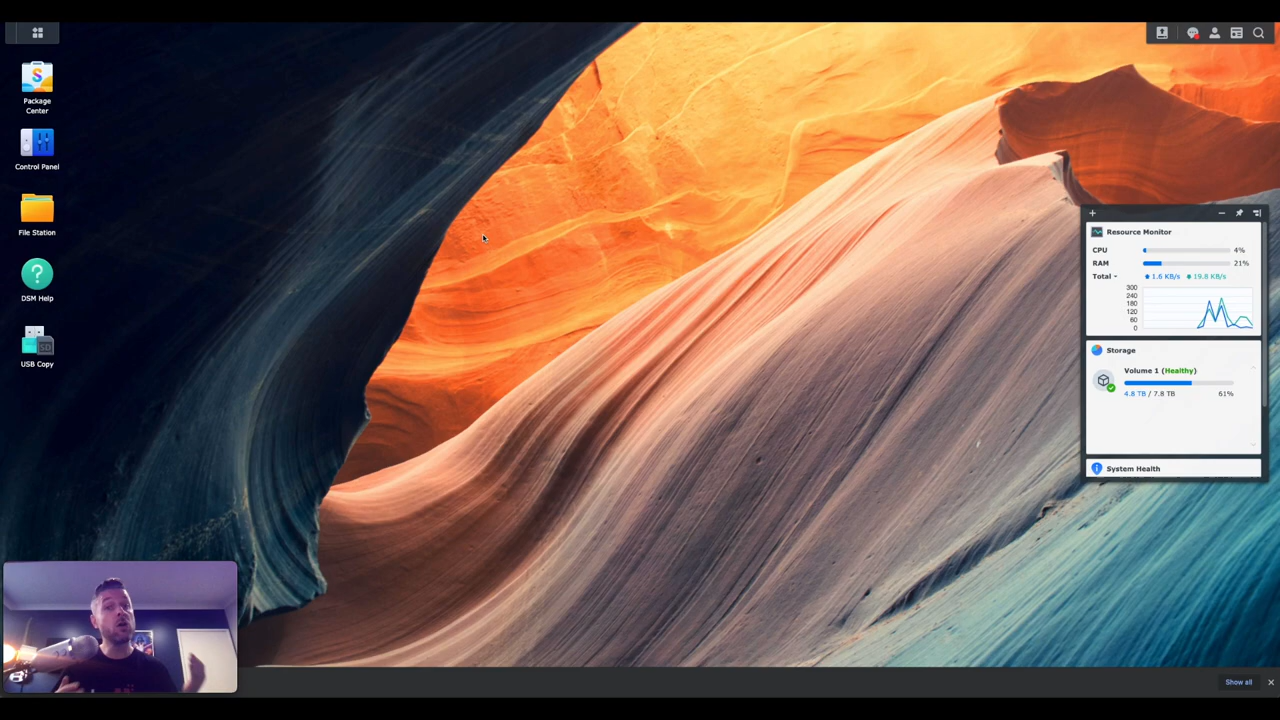 Package
Center
Control Panel
File Station
DSM Help
USB Copy
Resource Monitor
CPU 4%
RAM 21%
Total 1.6 KB/s 19.8 KB/s
300
240
180
120
60
0
Storage
Volume 1 (Healthy)
4.8 TB / 7.8 TB 61%
System Health
Show all